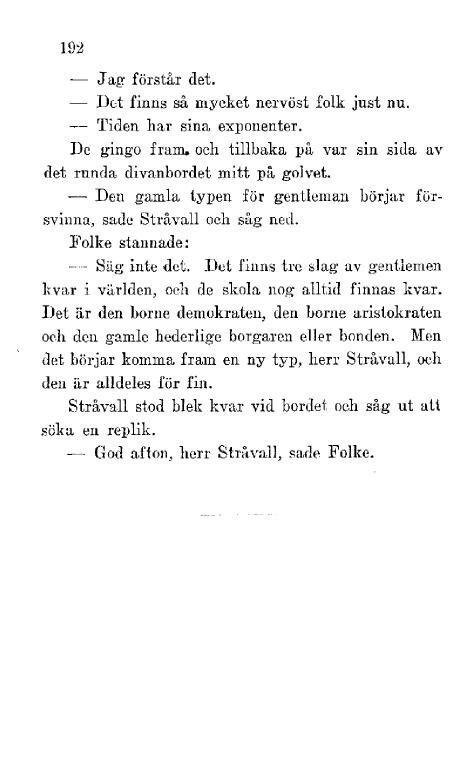 192
— Jag förstår det.
— Det finns så mycket nervöst folk just nu.
— Tiden har sina exponenter.
De gingo fram. och tillbaka på var sin sida av
det runda divanbordet mitt på golvet.
— Den gamla typen för gentleman börjar för-
svinna, sade Stråvall och såg ned.
Folke stannade:
— Säg inte det. Det finns tre slag av gentlemen
kvar i världen, och de skola nog alltid finnas kvar.
Det är den borne demokraten, den borne aristokraten
och den gamle hederlige borgaren eller bonden. Men
det börjar komma fram en ny typ, herr Stråvall, och
den är alldeles för fin.
Stråvall stod blek kvar vid bordet och såg ut att
söka en replik.
— God afton, herr Stråvall, sade Folke.